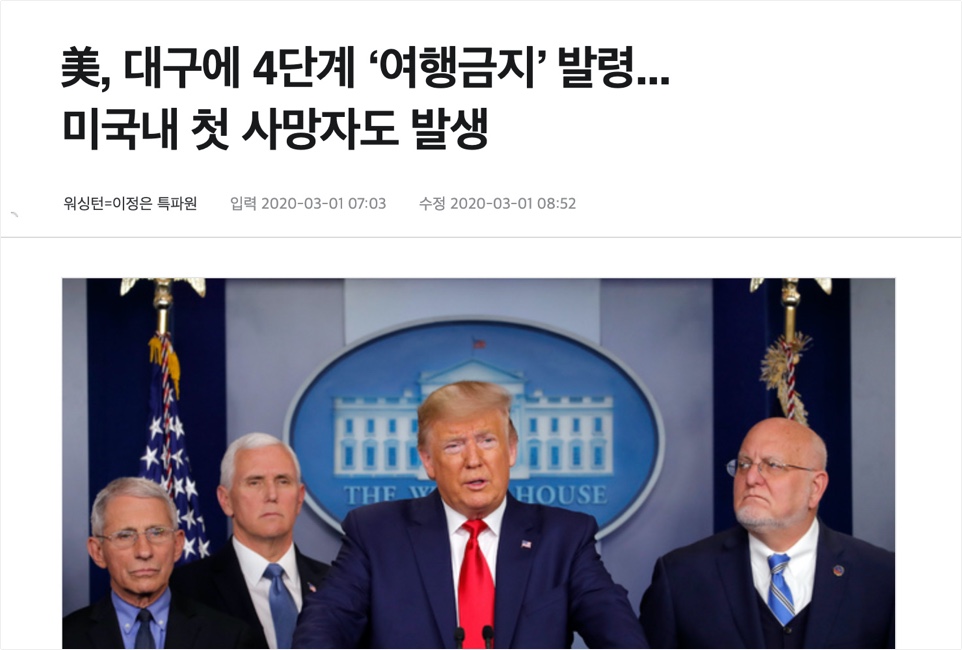 美, 대구에 4단계 ‘여행금지’ 발령...
미국내 첫 사망자도 발생
워싱턴=이정은 특파원 입력 2020-03-01 07:03 수정 2020-03-01 08:52
THE W HOUSE